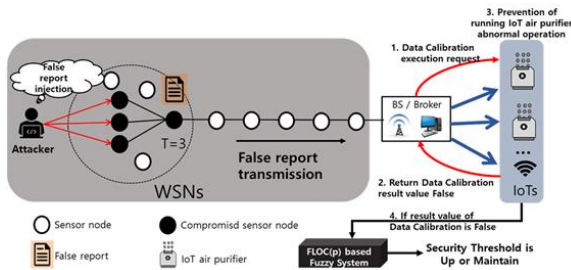 3. Prevention of
running IoT air purifier
abnormal operation
1. Data Calibration
execution request
False
report
injection
BS / Broker
Attacker
T=3
False report
transmission
WSNs
...
IoTs
2. Return Data Calibration
result value False
4. If result value of
Data Calibration is False
Sensor node
Compromisd sensor node
False report
IoT air purifier
FLOC(p) based
Fuzzy System
Security Threshold is
Up or Maintain